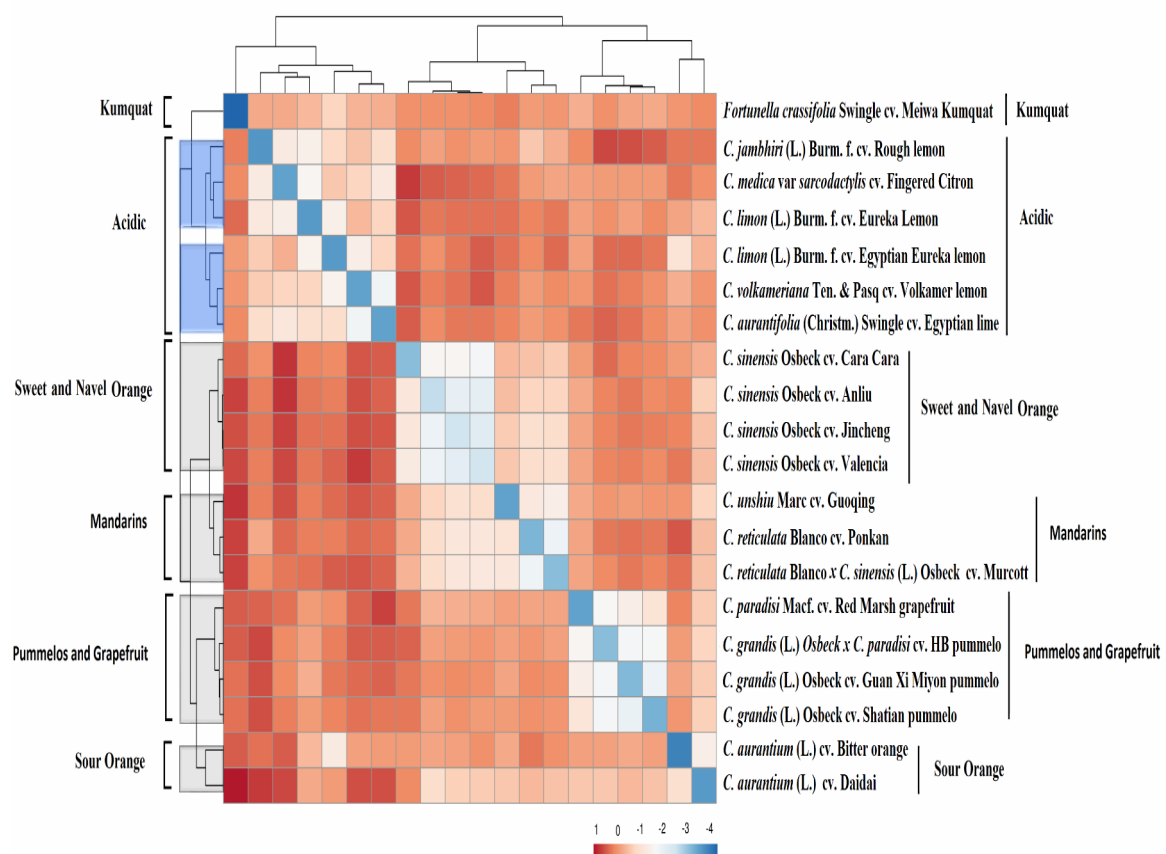 Kumquat
Fortunella crassifolia Swingle cv. Meiwa Kumquat
Kumquat
C. jambhiri (L.) Burm. f. cv. Rough lemon
C. medica var sarcodactylis cv. Fingered Citron
Acidic
C. limon (L.) Burm. f. cv. Eureka Lemon
Acidic
C. limon (L.) Burm. f. cv. Egyptian Eureka lemon
C. volkameriana Ten. & Pasq cv. Volkamer lemon
C. aurantifolia (Christm.) Swingle cv. Egyptian lime
C. sinensis Osbeck cv. Cara Cara
Sweet and Navel Orange
C. sinensis Osbeck cv. Anliu
Sweet and Navel Orange
C. sinensis Osbeck cv. Jincheng
C. sinensis Osbeck cv. Valencia
C. unshiu Marc cv. Guoqing
Mandarins
C. reticulata Blanco cv. Ponkan
Mandarins
C. reticulata Blanco x C. sinensis (L.) Osbeck cv. Murcott
C. paradisi Macf. cv. Red Marsh grapefruit
Pummelos and Grapefruit
C. grandis (L.) Osbeck x C. paradisi cv. HB pummelo
Pummelos and Grapefruit
C. grandis (L.) Osbeck cv. Guan Xi Miyon pummelo
C. grandis (L.) Osbeck cv. Shatian pummelo
Sour Orange
C. aurantium (L.) cv. Bitter orange
Sour Orange
C. aurantium (L.) cv. Daidai
1 0 -1 -2 -3 -4